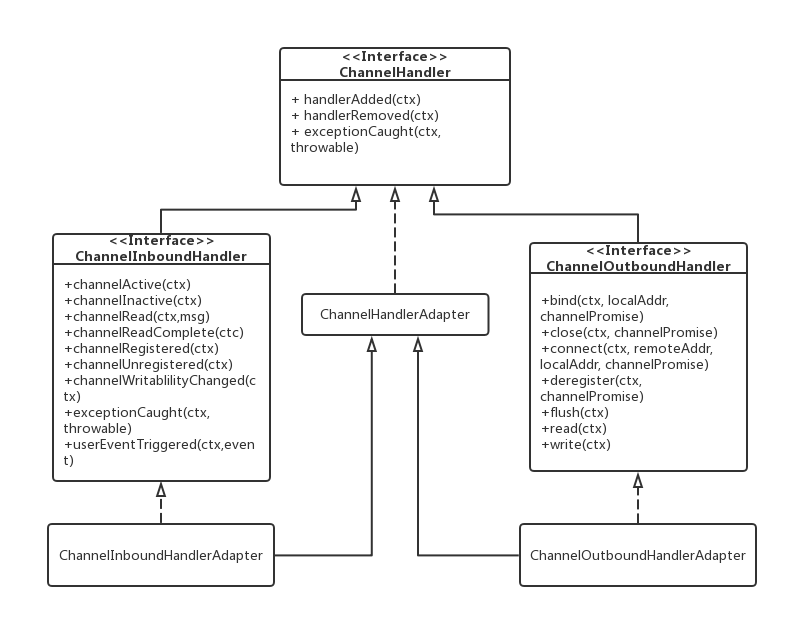 <<Interface>>
ChannelHandler
+ handlerAdded(ctx)
+ handlerRemoved(ctx)
+ exceptionCaught(ctx,
throwable)
<<Interface>>
ChannelInboundHandler
+channelActive(ctx)
+channelInactive(ctx)
+channelRead(ctx,msg)
+channelReadComplete(ctc)
+channelRegistered(ctx)
+channelUnregistered(ctx)
+channelWritablilityChanged(c
tx)
+exceptionCaught(ctx,
throwable)
+userEventTriggered(ctx,even
t)
ChannelHandlerAdapter
<<Interface>>
ChannelOutboundHandler
+bind(ctx, localAddr,
channelPromise)
+close(ctx, channelPromise)
+connect(ctx, remoteAddr,
localAddr, channelPromise)
+deregister(ctx,
channelPromise)
+flush(ctx)
+read(ctx)
+write(ctx)
ChannelInboundHandlerAdapter
ChannelOutboundHandlerAdapter